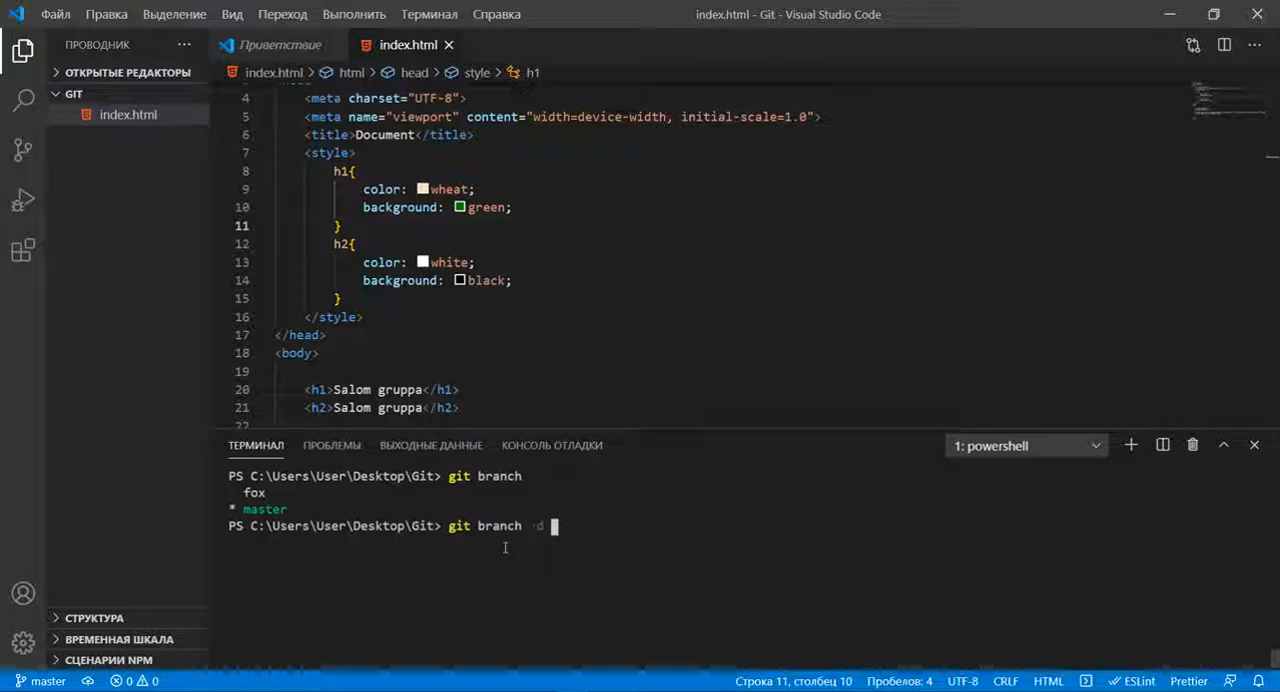 Файл Правка Выделение Вид Переход Выполнить Терминал Справка index.html - Git - Visual Studio Code
ПРОВОДНИК
Приветствие
index.html
ОТКРЫТЫЕ РЕДАКТОРЫ
index.html > html > head > style > h1
GIT
index.html
4 <meta charset="UTF-8">
5 <meta name="viewport" content="width=device-width, initial-scale=1.0">
6 <title>Document</title>
7 <style>
8 h1{
9 color: wheat;
10 background: green;
11 }
12 h2{
13 color: white;
14 background: black;
15 }
16 </style>
17 </head>
18 <body>
19
20 <h1>Salom gruppa</h1>
21 <h2>Salom gruppa</h2>
22
ТЕРМИНАЛ ПРОБЛЕМЫ ВЫХОДНЫЕ ДАННЫЕ КОНСОЛЬ ОТЛАДКИ 1: powershell
PS C:\Users\User\Desktop\Git> git branch
fox
* master
PS C:\Users\User\Desktop\Git> git branch -d
СТРУКТУРА
ВРЕМЕННАЯ ШКАЛА
СЦЕНАРИИ NPM
master 0 0 Строка 11, столбец 10 Пробелов: 4 UTF-8 CRLF HTML ESLint Prettier